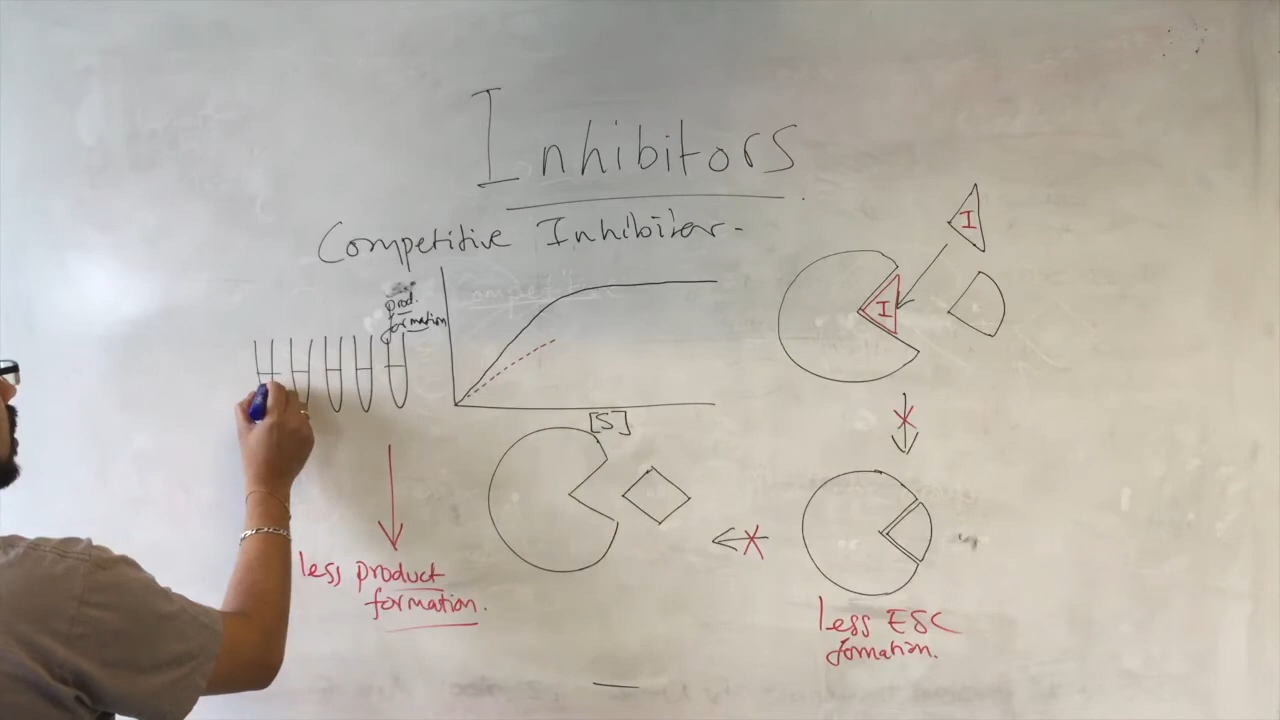 Inhibitors
Competitive Inhibitor.
prod.
formation
[S]
I
I
less product
formation.
less ESC
formation.